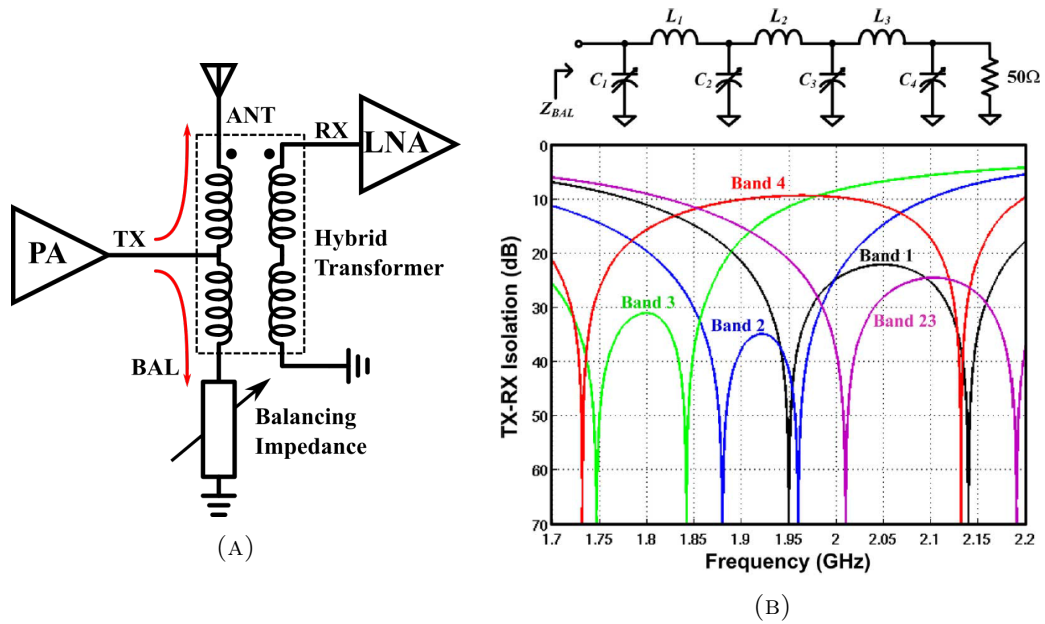 ANT
RX
LNA
PA
TX
Hybrid
Transformer
BAL
Balancing
Impedance
(A)
L1
L2
L3
C1
C2
C3
C4
50Ω
ZBAL
TX-RX Isolation (dB)
0
10
20
30
40
50
60
70
Band 4
Band 1
Band 3
Band 2
Band 23
1.7
1.75
1.8
1.85
1.9
1.95
2
2.05
2.1
2.15
2.2
Frequency (GHz)
(B)